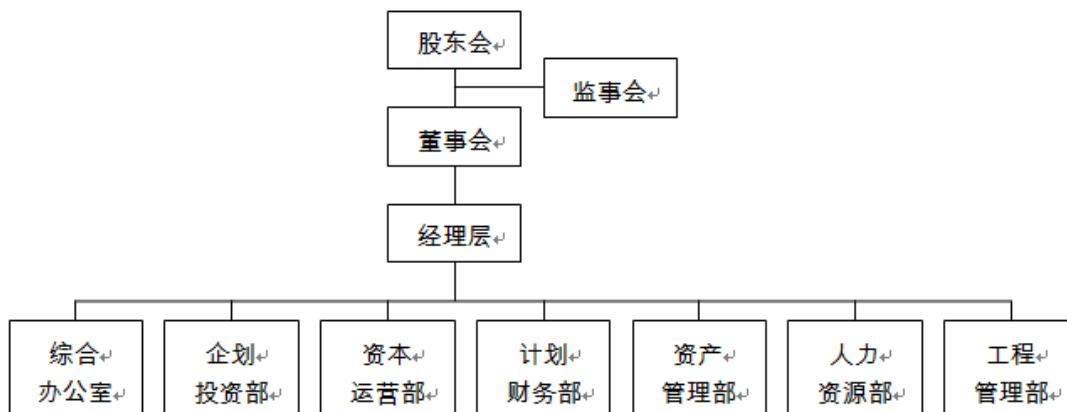 股东会
监事会
董事会
经理层
综合
办公室
企划
投资部
资本
运营部
计划
财务部
资产
管理部
人力
资源部
工程
管理部